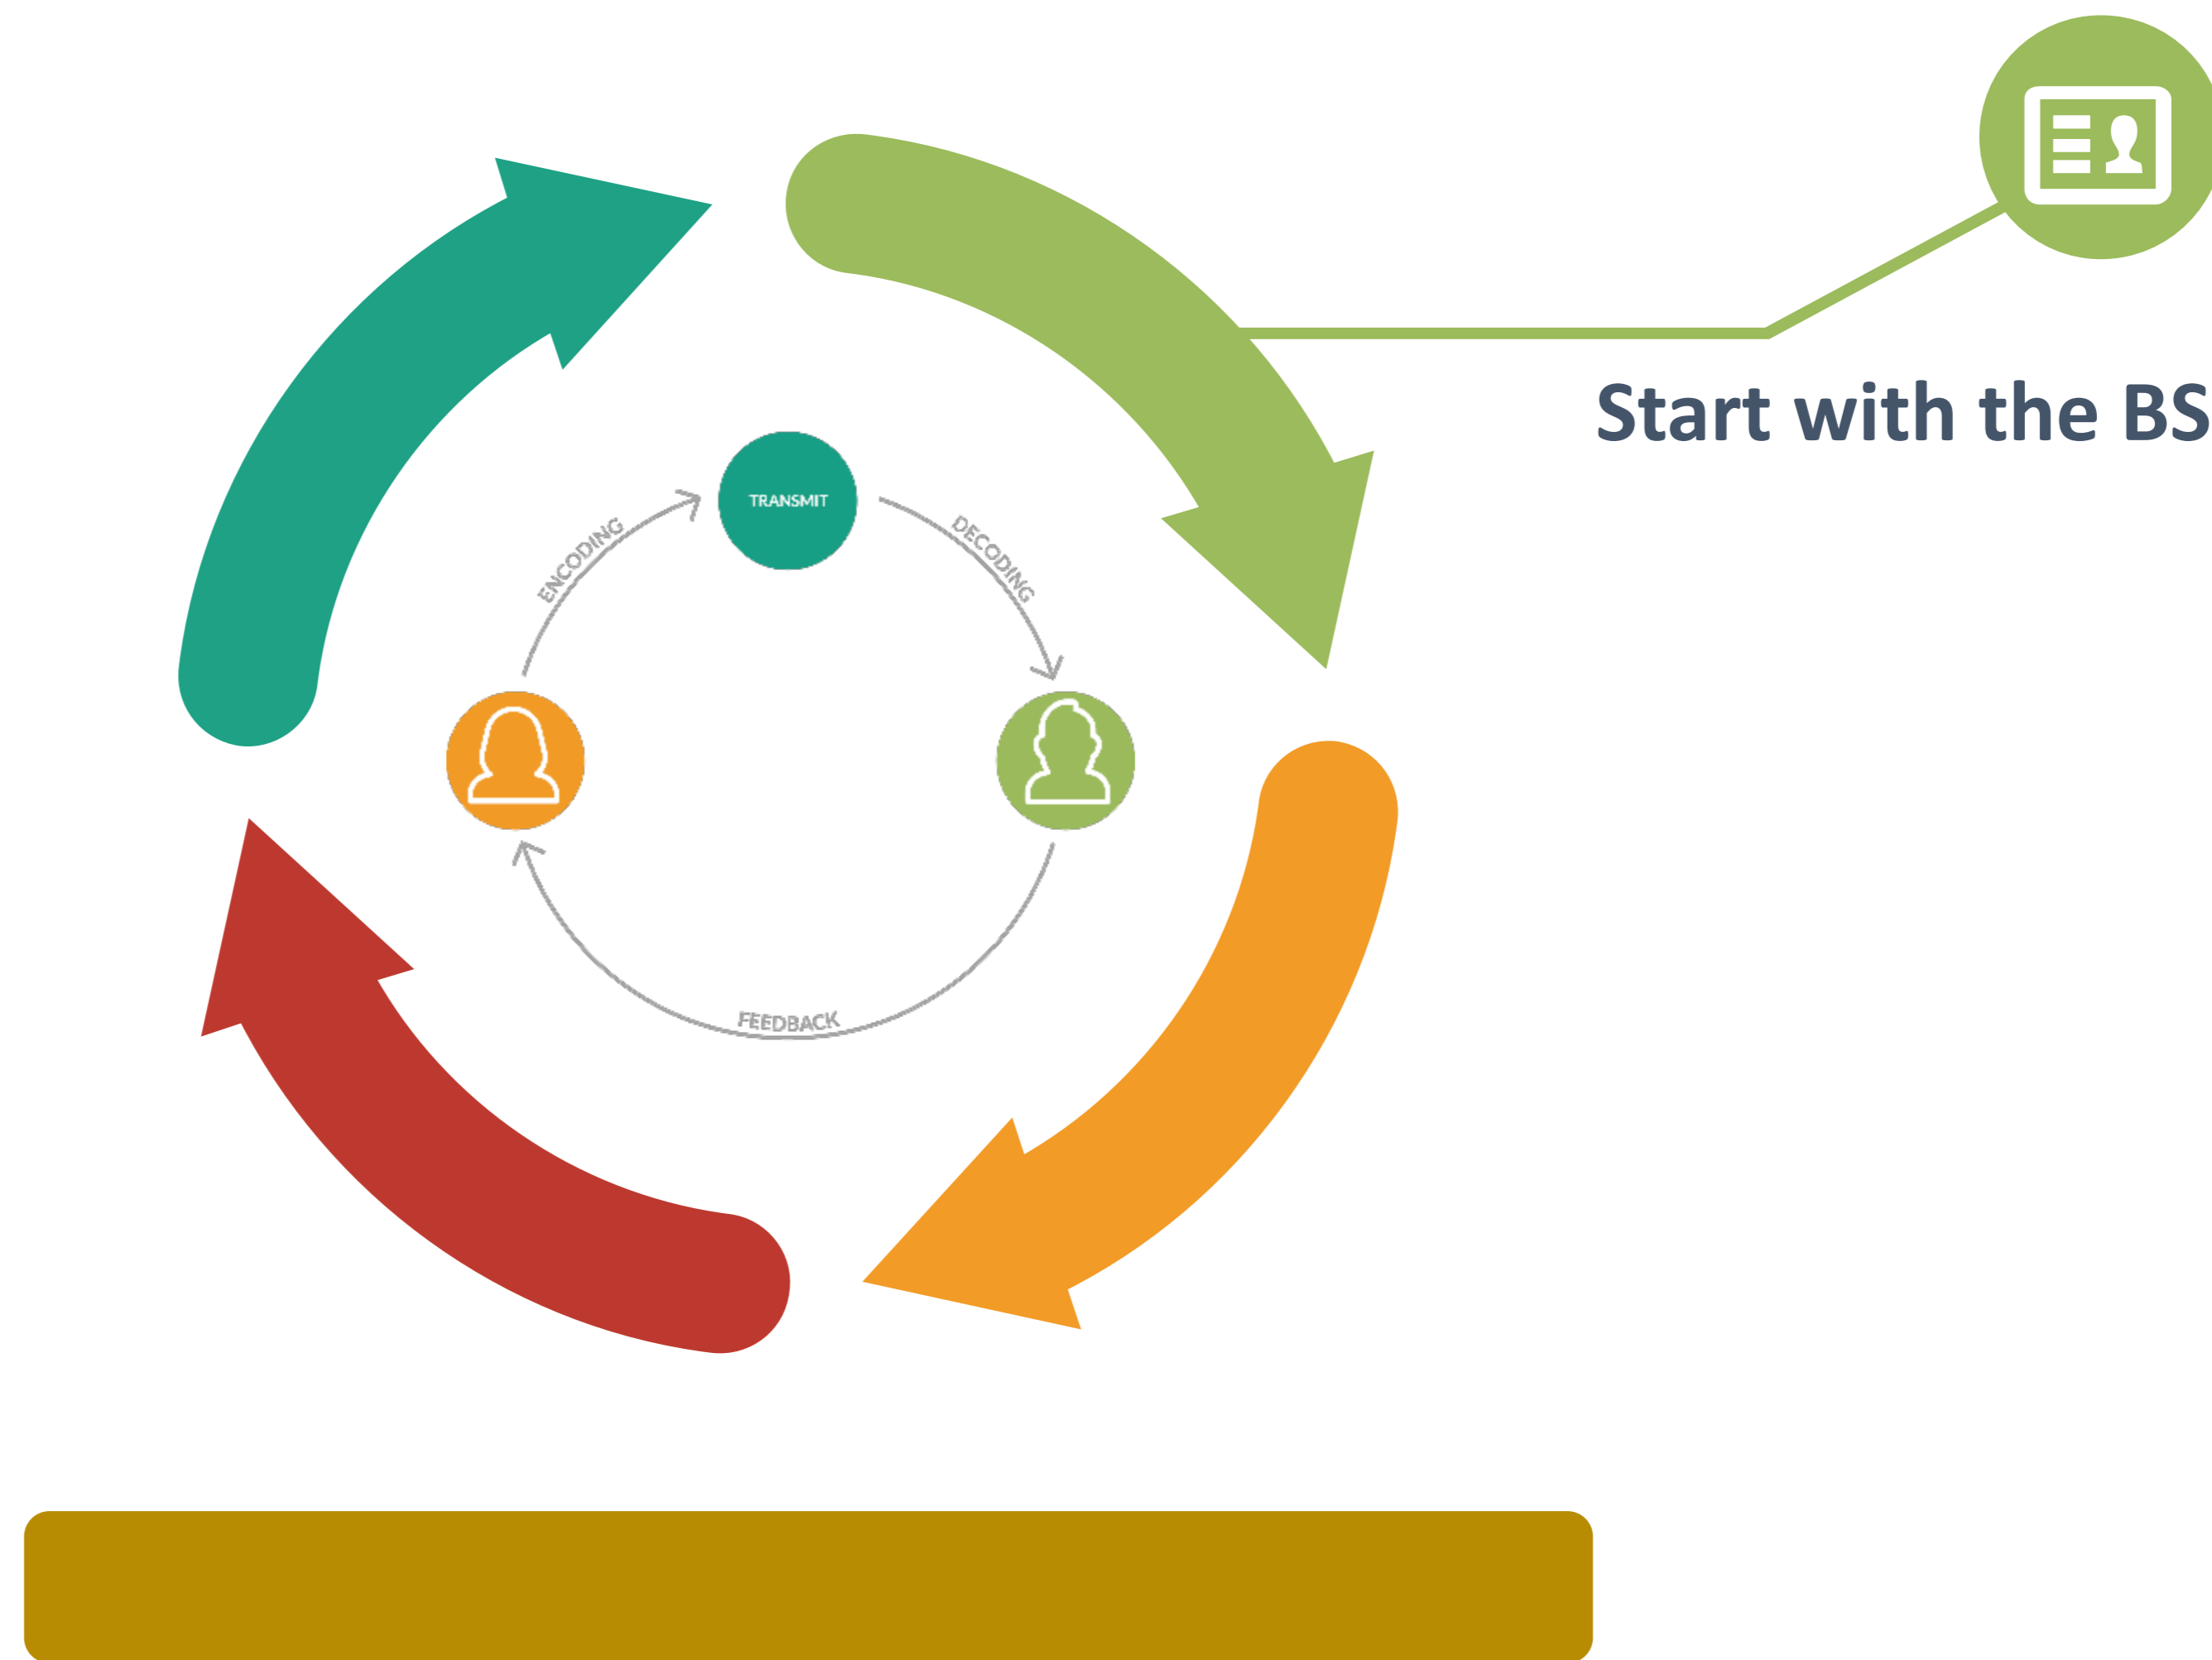 Start with the BS
TRANSMIT
ENCODING
DECODING
FEEDBACK